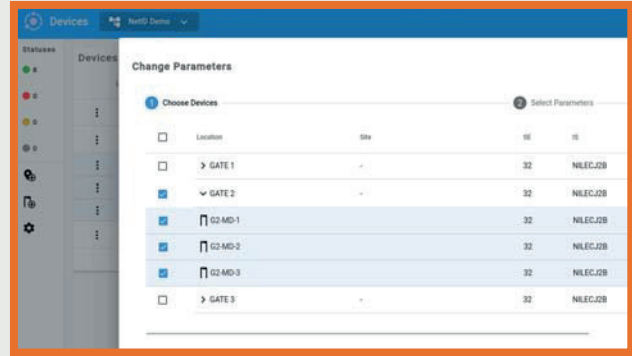 Devices NetID Demo
Statuses
Devices
Change Parameters
1 Choose Devices 2 Select Parameters
Location Site SE IS
GATE 1 - 32 NILECJ2B
GATE 2 - 32 NILECJ2B
G2-MD-1 32 NILECJ2B
G2-MD-2 32 NILECJ2B
G2-MD-3 32 NILECJ2B
GATE 3 - 32 NILECJ2B